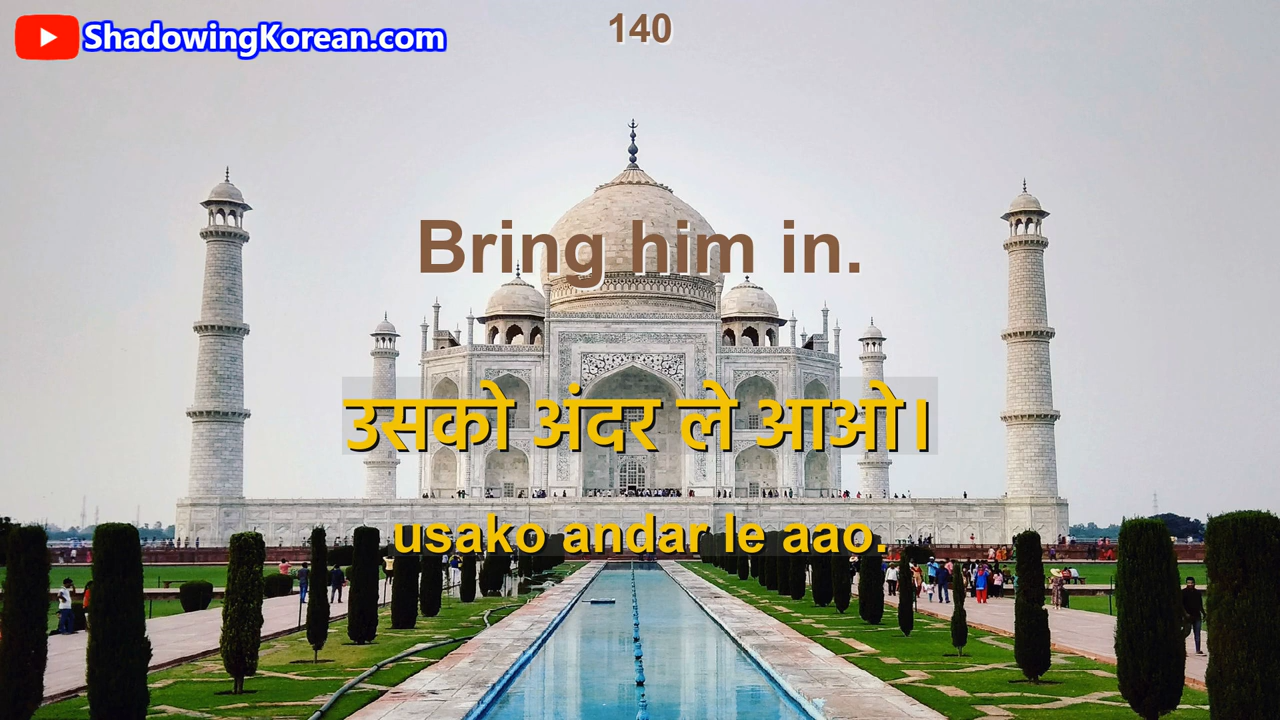 ShadowingKorean.com
140
Bring him in.
उसको अंदर ले आओ।
usako andar le aao.